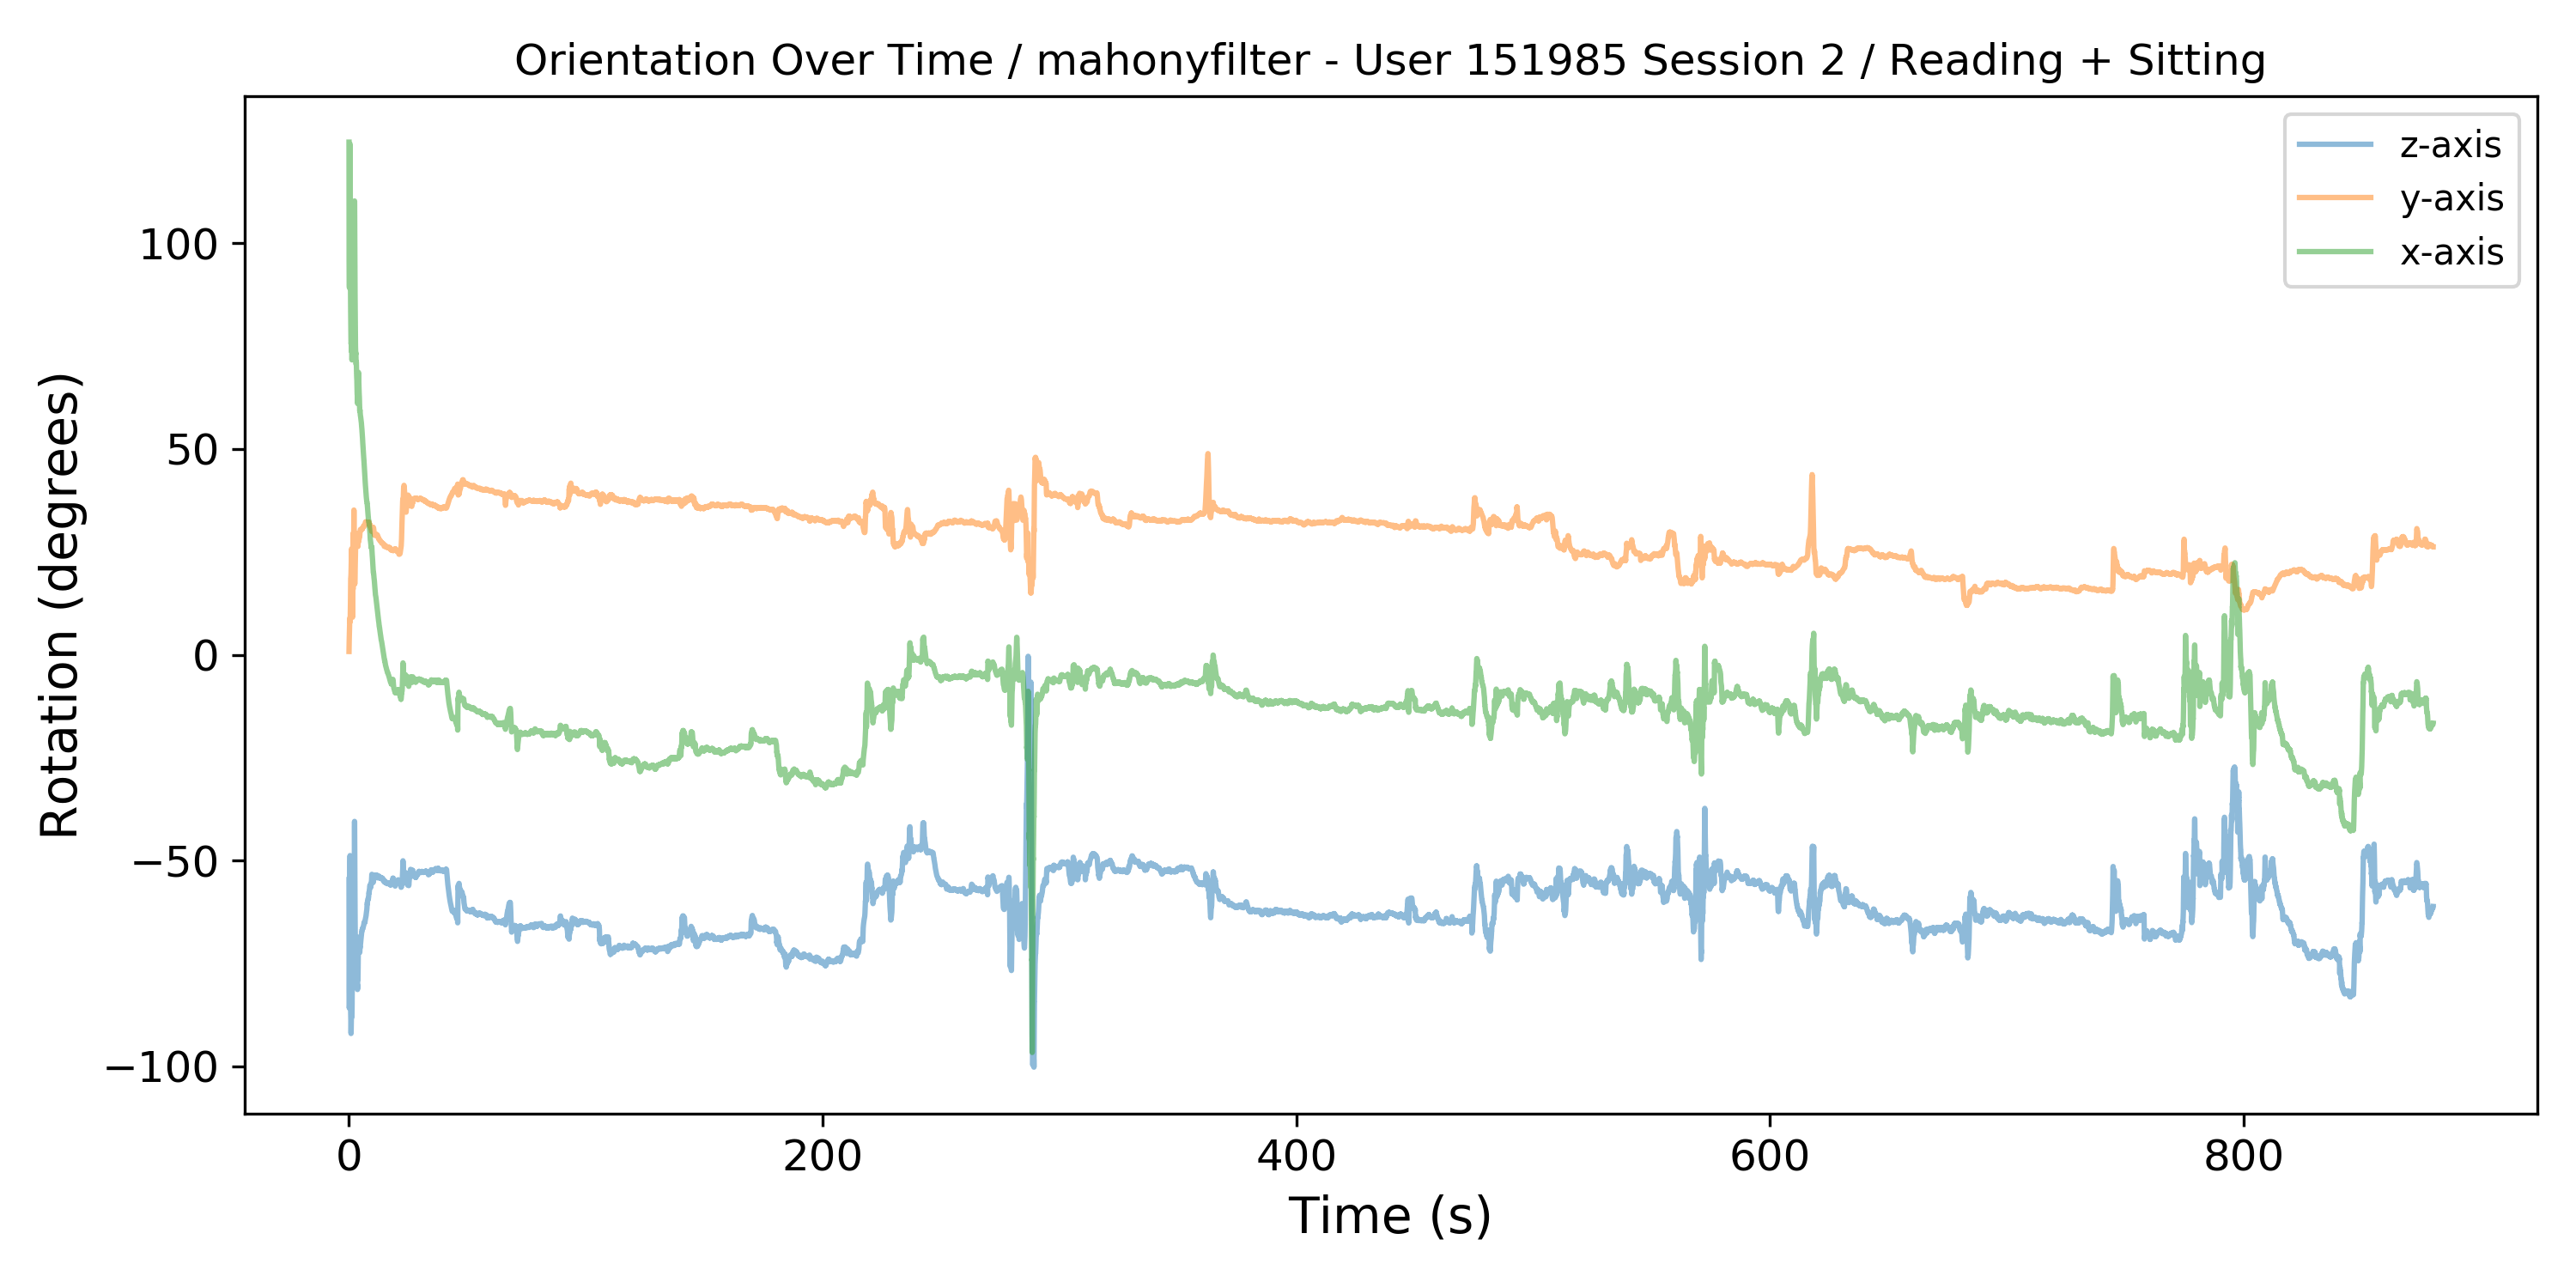 Orientation Over Time / mahonyfilter - User 151985 Session 2 / Reading + Sitting
z-axis
y-axis
x-axis
100
50
0
−50
−100
Rotation (degrees)
0 200 400 600 800
Time (s)